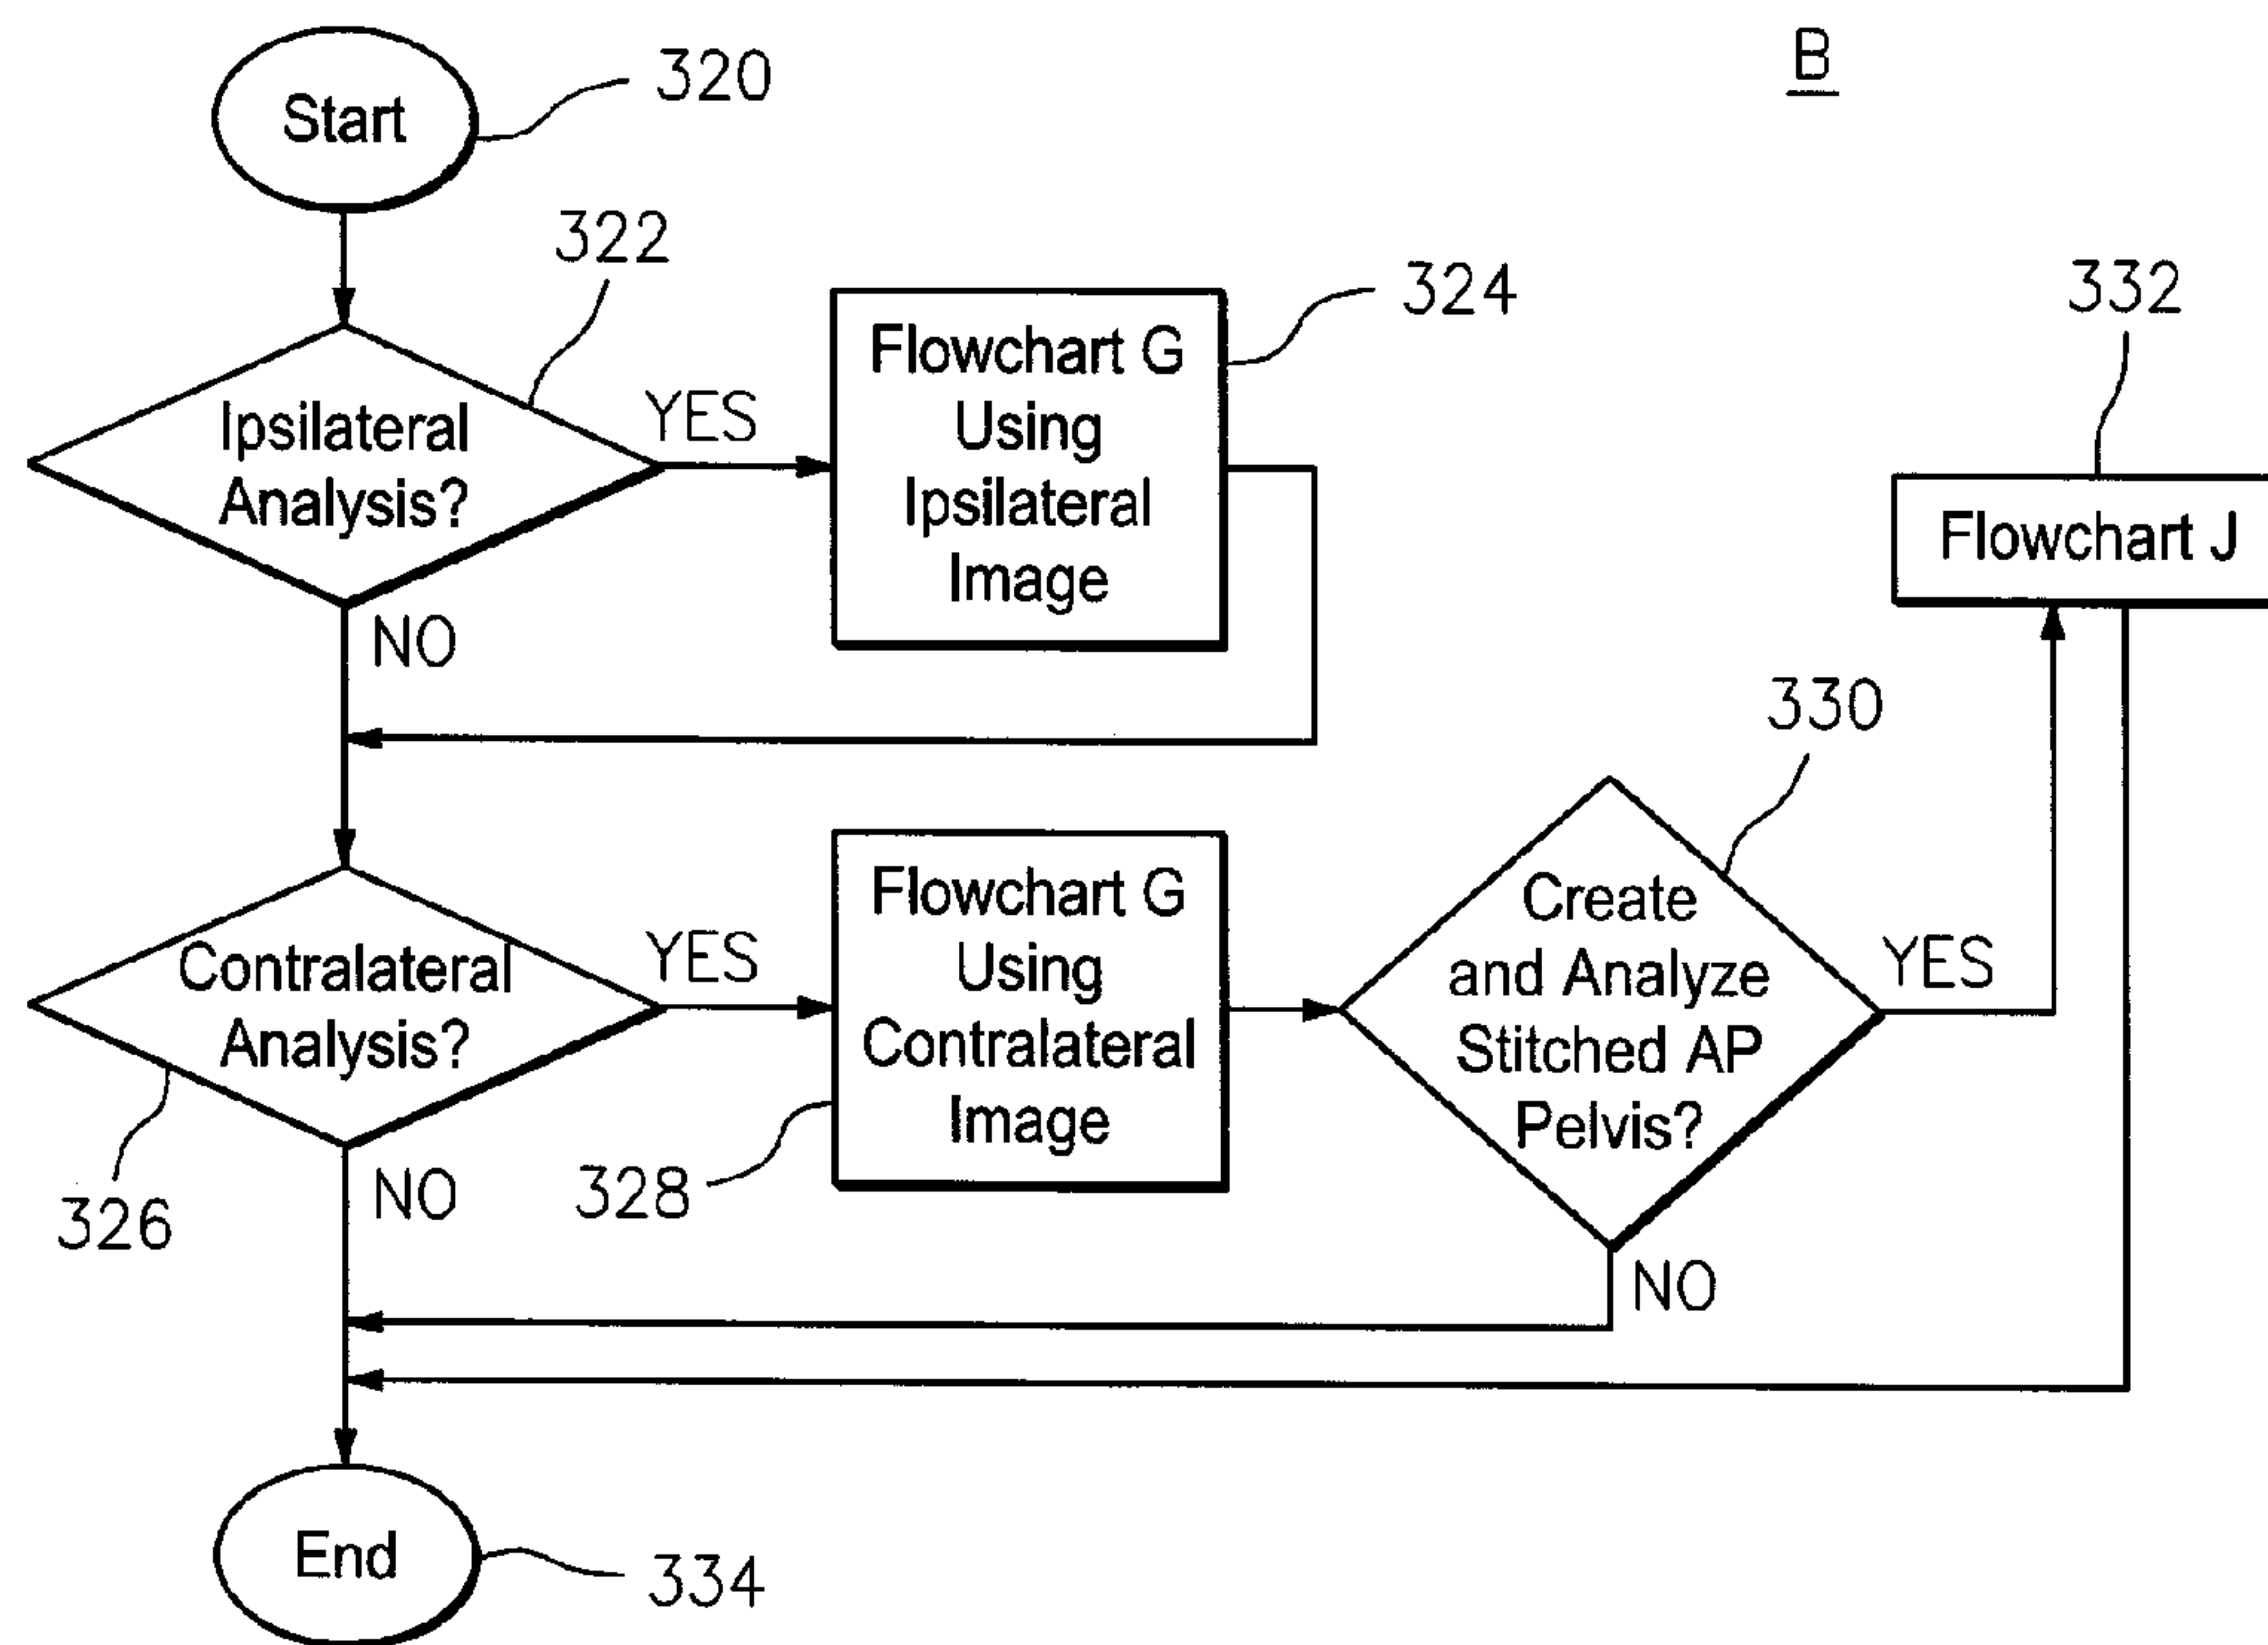 B
Start
320
322
Ipsilateral
Analysis?
YES
NO
Flowchart G
Using
Ipsilateral
Image
324
332
Flowchart J
Contralateral
Analysis?
326
YES
NO
Flowchart G
Using
Contralateral
Image
328
330
Create
and Analyze
Stitched AP
Pelvis?
YES
NO
End
334